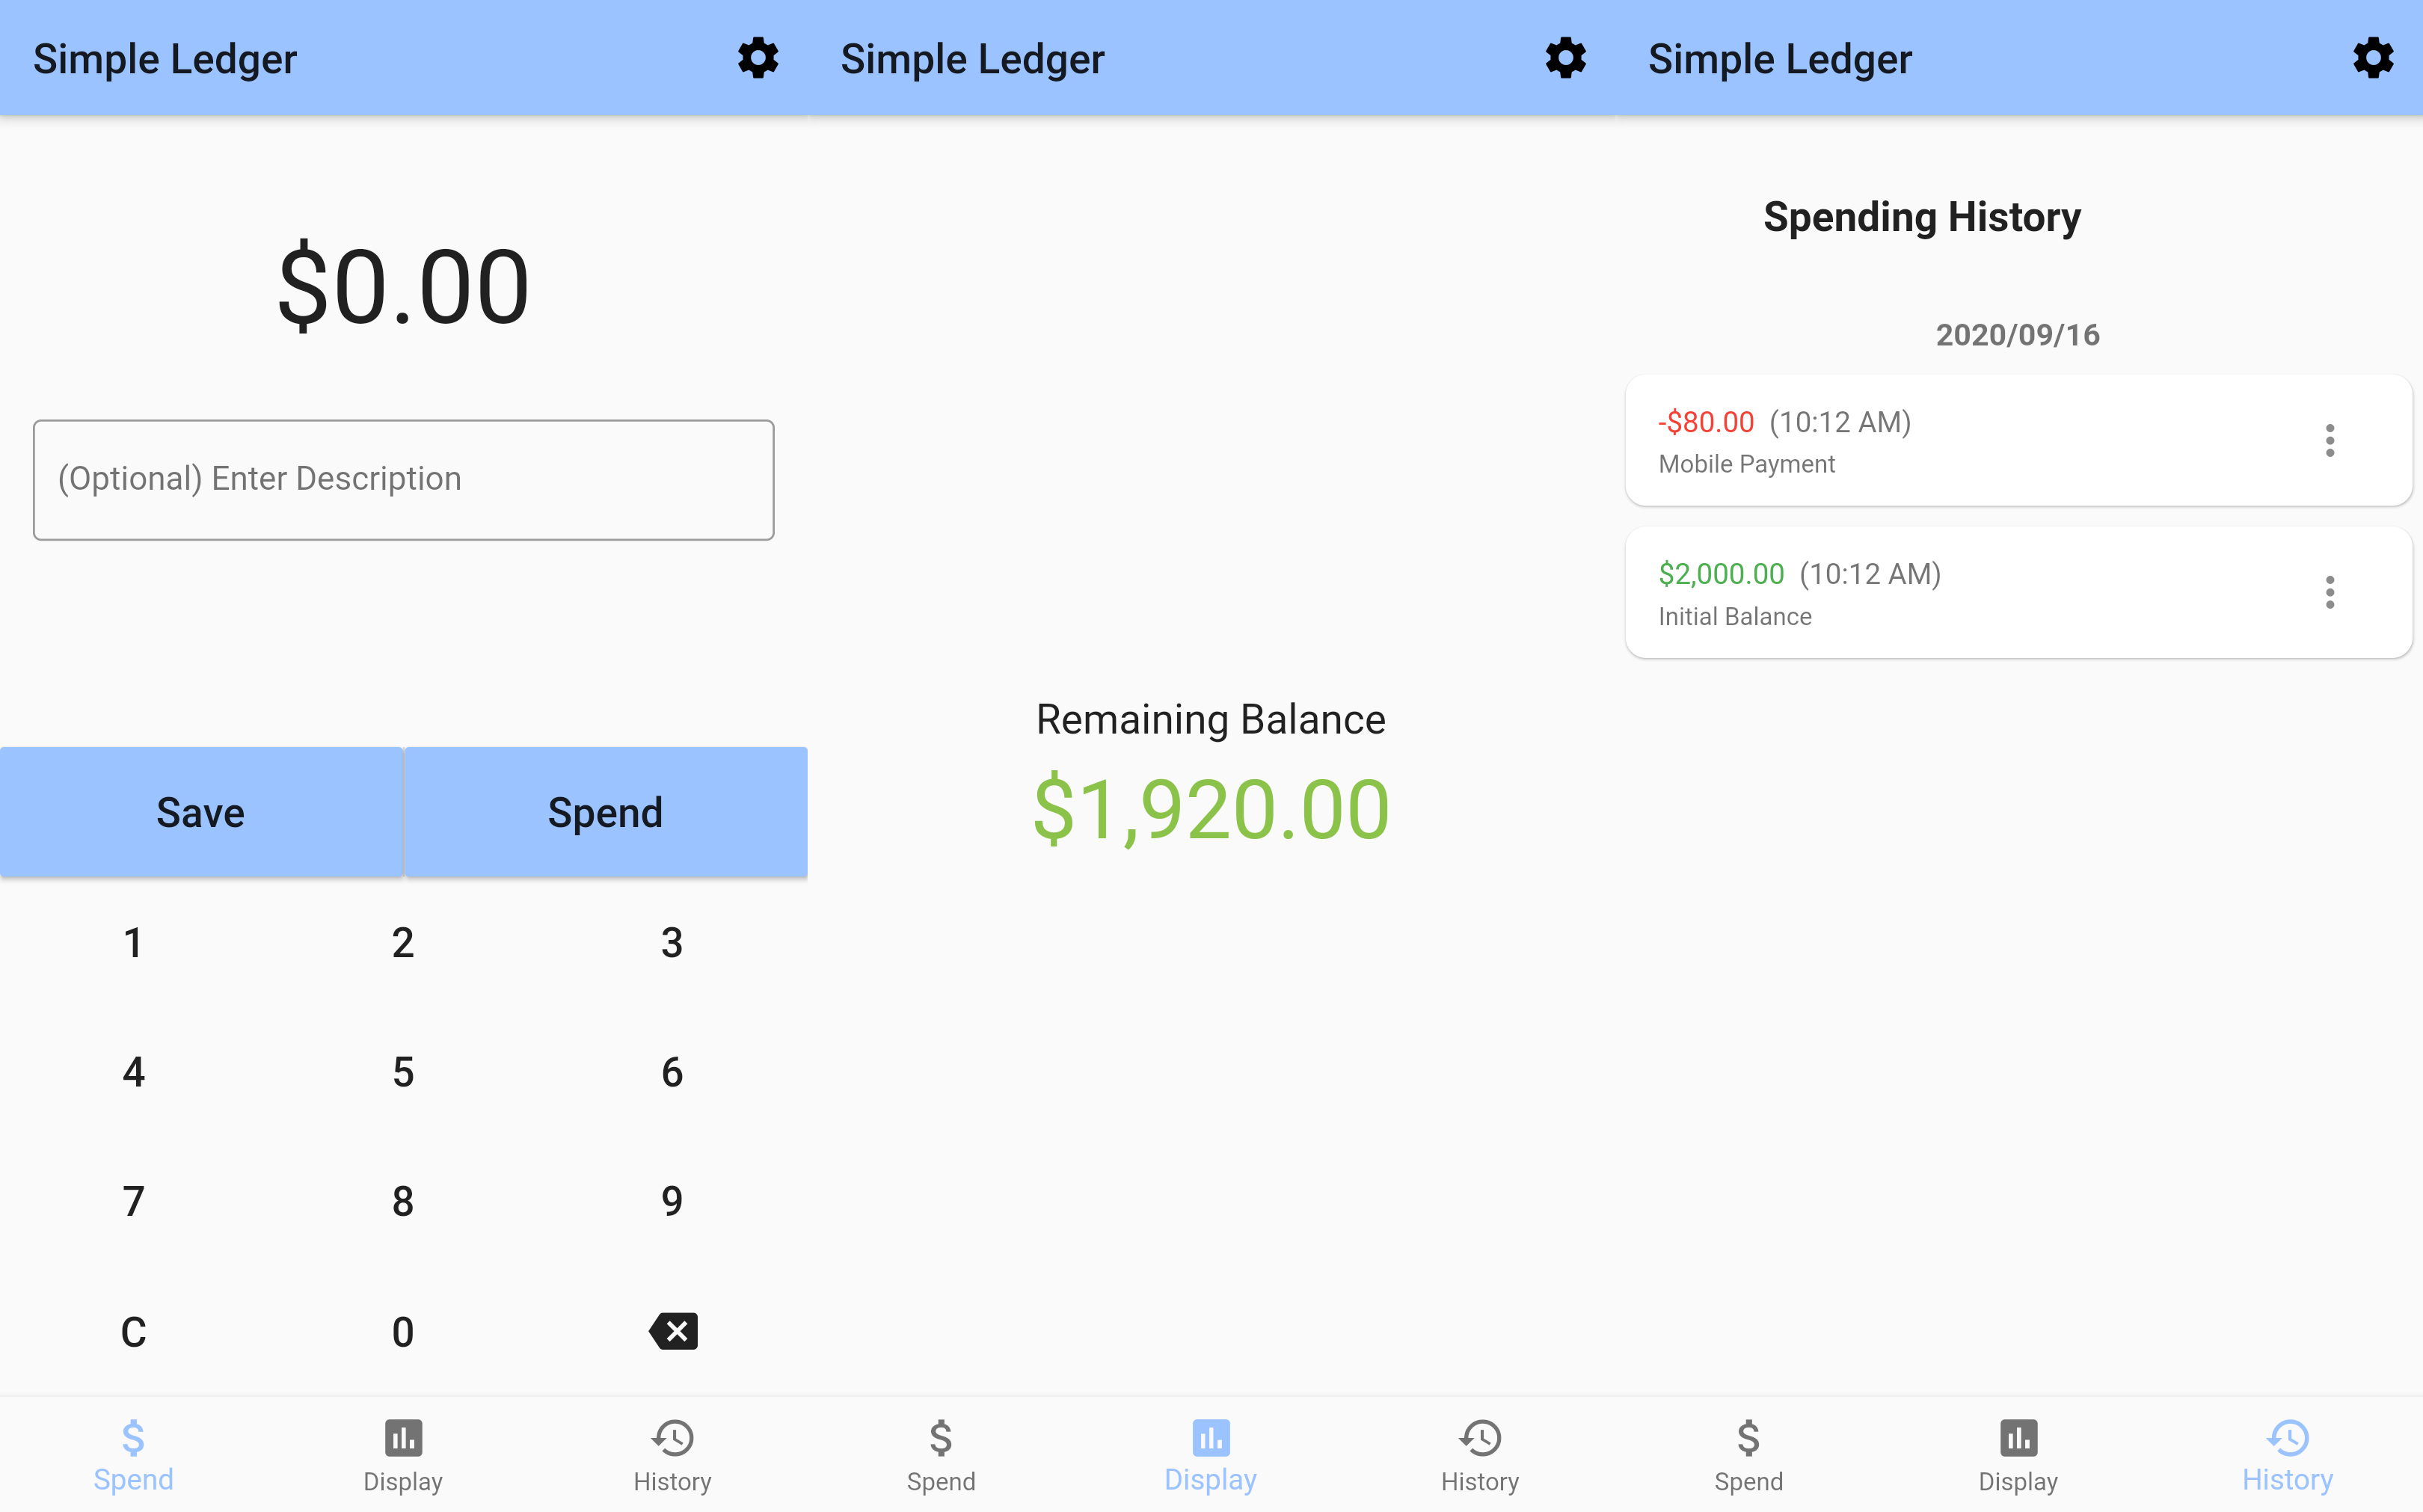 Simple Ledger
$0.00
(Optional) Enter Description
Save Spend
1 2 3
4 5 6
7 8 9
C 0
Spend Display History
Simple Ledger
Remaining Balance
$1,920.00
Spend Display History
Simple Ledger
Spending History
2020/09/16
-$80.00 (10:12 AM)
Mobile Payment
$2,000.00 (10:12 AM)
Initial Balance
Spend Display History